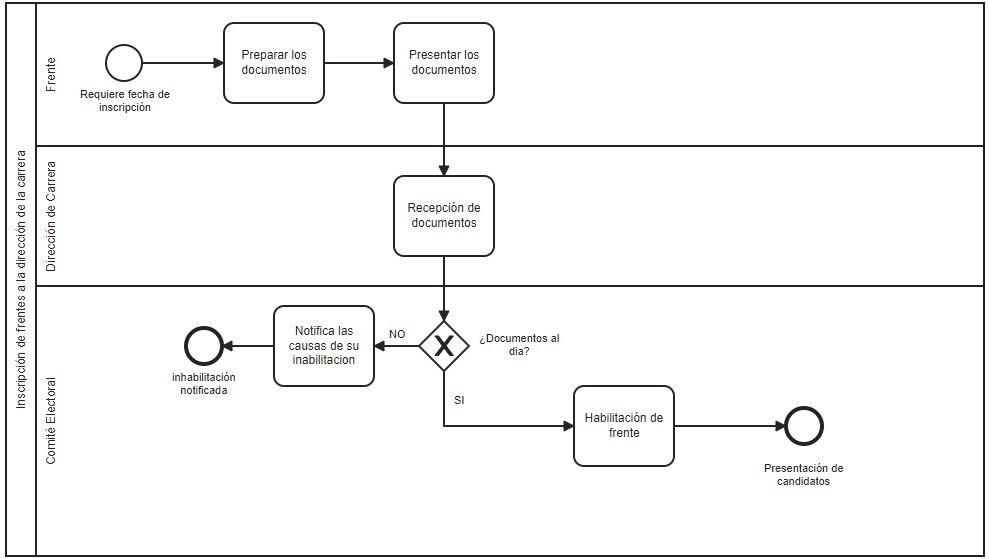 Inscripción de frentes a la dirección de la carrera
Frente
Requiere fecha de
inscripción
Preparar los
documentos
Presentar los
documentos
Dirección de Carrera
Recepción de
documentos
Comité Electoral
¿Documentos al
dia?
NO
Notifica las
causas de su
inabilitacion
inhabilitación
notificada
SI
Habilitación de
frente
Presentación de
candidatos